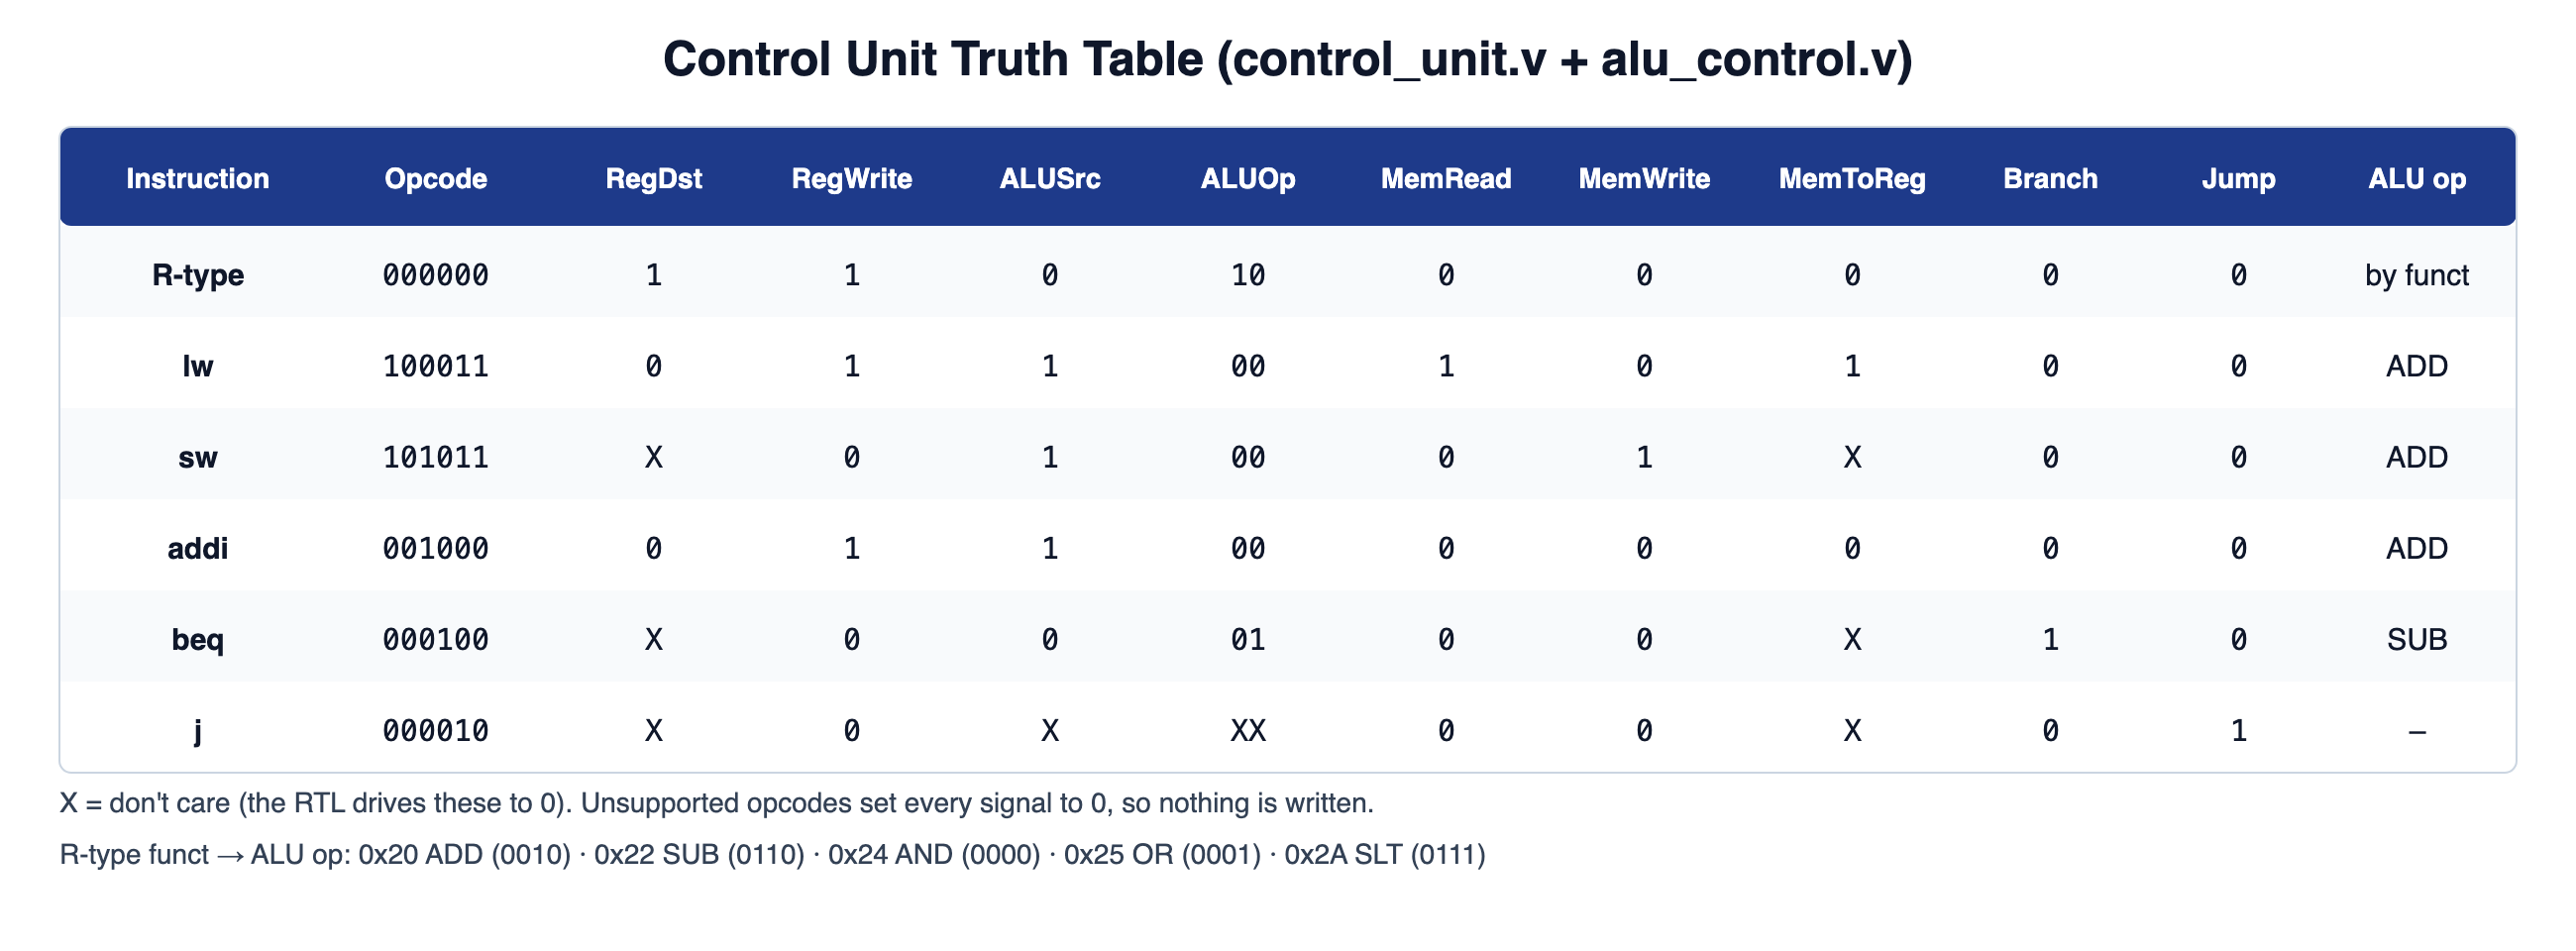 Control Unit Truth Table (control_unit.v + alu_control.v)
Instruction Opcode RegDst RegWrite ALUSrc ALUOp MemRead MemWrite MemToReg Branch Jump ALU op
R-type 000000 1 1 0 10 0 0 0 0 0 by funct
lw 100011 0 1 1 00 1 0 1 0 0 ADD
sw 101011 X 0 1 00 0 1 X 0 0 ADD
addi 001000 0 1 1 00 0 0 0 0 0 ADD
beq 000100 X 0 0 01 0 0 X 1 0 SUB
j 000010 X 0 X XX 0 0 X 0 1 –
X = don't care (the RTL drives these to 0). Unsupported opcodes set every signal to 0, so nothing is written.
R-type funct → ALU op: 0x20 ADD (0010) · 0x22 SUB (0110) · 0x24 AND (0000) · 0x25 OR (0001) · 0x2A SLT (0111)